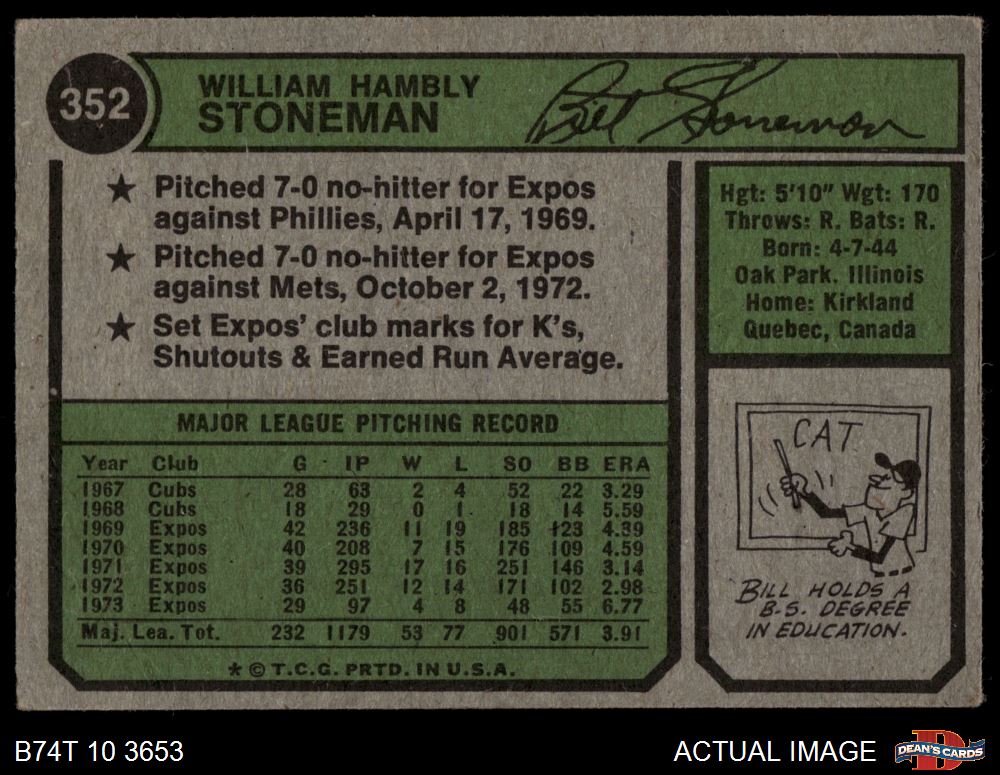 352
WILLIAM HAMBLY
STONEMAN
Bill Stoneman
★ Pitched 7-0 no-hitter for Expos
against Phillies, April 17, 1969.
★ Pitched 7-0 no-hitter for Expos
against Mets, October 2, 1972.
★ Set Expos' club marks for K's,
Shutouts & Earned Run Average.
Hgt: 5'10" Wgt: 170
Throws: R. Bats: R.
Born: 4-7-44
Oak Park, Illinois
Home: Kirkland
Quebec, Canada
MAJOR LEAGUE PITCHING RECORD
Year Club G IP W L SO BB ERA
1967 Cubs 28 63 2 4 52 22 3.29
1968 Cubs 18 29 0 1 18 14 5.59
1969 Expos 42 236 11 19 185 123 4.39
1970 Expos 40 208 7 15 176 109 4.59
1971 Expos 39 295 17 16 251 146 3.14
1972 Expos 36 251 12 14 171 102 2.98
1973 Expos 29 97 4 8 48 55 6.77
Maj. Lea. Tot. 232 1179 53 77 901 571 3.91
* © T.C.G. PRTD. IN U.S.A.
CAT
BILL HOLDS A
B.S. DEGREE
IN EDUCATION.
B74T 10 3653
ACTUAL IMAGE
D
DEAN'S CARDS